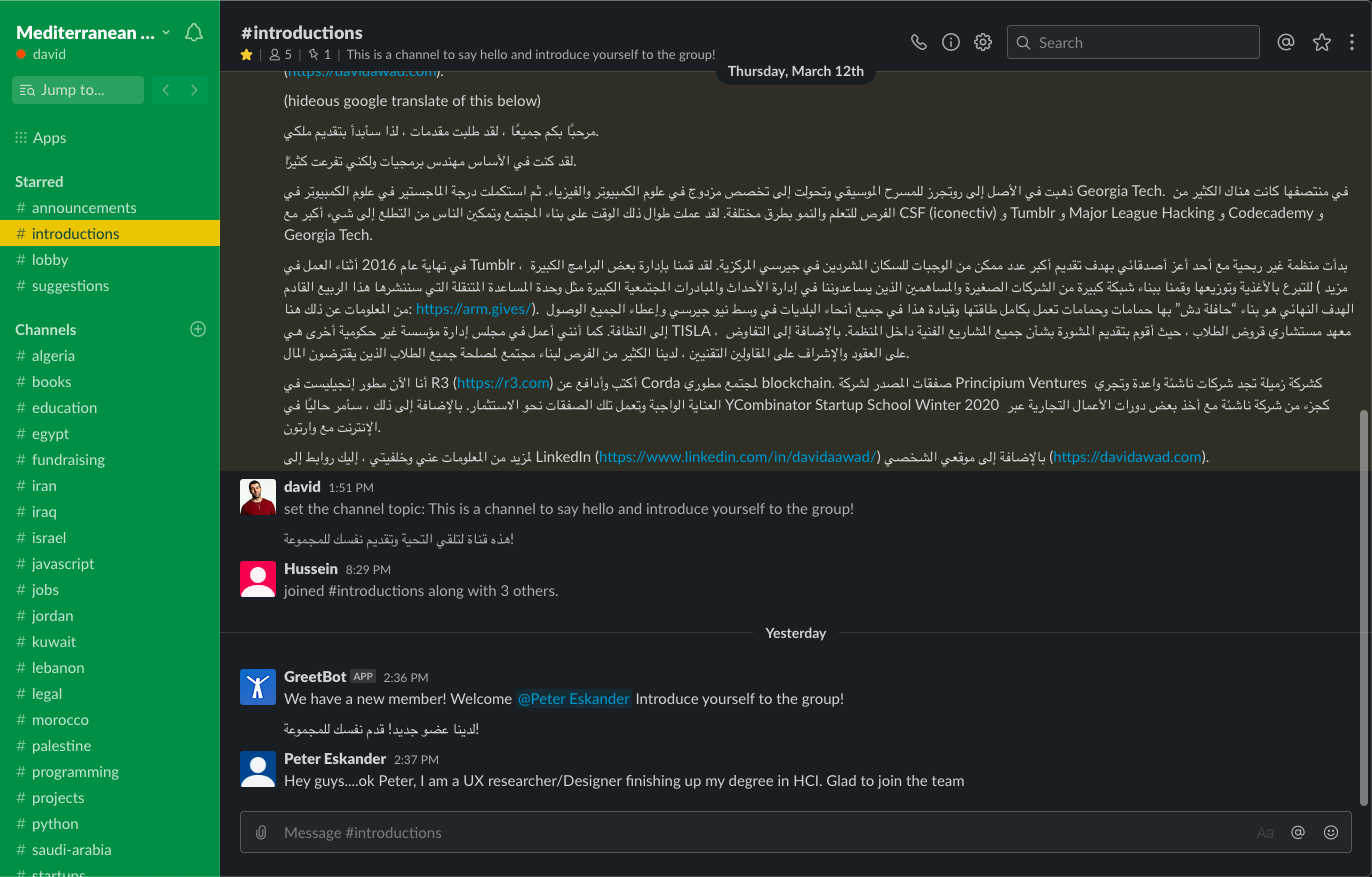 Mediterranean ...
david
Jump to...
Apps
Starred
# announcements
# introductions
# lobby
# suggestions
Channels
# algeria
# books
# education
# egypt
# fundraising
# iran
# iraq
# israel
# javascript
# jobs
# jordan
# kuwait
# lebanon
# legal
# morocco
# palestine
# programming
# projects
# python
# saudi-arabia
# startups
#introductions
5 | 1 | This is a channel to say hello and introduce yourself to the group!
Search
Thursday, March 12th
(https://davidawad.com).
(hideous google translate of this below)
مرحبًا بكم جميعًا ، لقد طلبت مقدمات ، لذا سأبدأ بتقديم ملكي.
لقد كنت في الأساس مهندس برمجيات ولكني تفرعت كثيرًا.
ذهبت في الأصل إلى روتجرز للمسرح الموسيقي وتحولت إلى تخصص مزدوج في علوم الكمبيوتر والفيزياء. ثم استكملت درجة الماجستير في علوم الكمبيوتر في Georgia Tech. في منتصفها كانت هناك الكثير من
الفرص للتعلم والنمو بطرق مختلفة. لقد عملت طوال ذلك الوقت على بناء المجتمع وتمكين الناس من التطلع إلى شيء أكبر مع CSF (iconectiv) و Tumblr و Major League Hacking و Codecademy و
Georgia Tech.
بدأت منظمة غير ربحية مع أحد أعز أصدقائي بهدف تقديم أكبر عدد ممكن من الوجبات للسكان المشردين في جيرسي المركزية. لقد قمنا بإدارة بعض البرامج الكبيرة ، Tumblr في نهاية عام 2016 أثناء العمل في
للتبرع بالأغذية وتوزيعها وقمنا ببناء شبكة كبيرة من الشركات الصغيرة والمساهمين الذين يساعدوننا في إدارة الأحداث والمبادرات المجتمعية الكبيرة مثل وحدة المساعدة المتنقلة التي سننشرها هذا الربيع القادم ( مزيد
من المعلومات عن ذلك هنا: https://arm.gives/). الهدف النهائي هو بناء "حافلة دش" بها حمامات وحمامات تعمل بكامل طاقتها وقيادة هذا في جميع أنحاء البلديات في وسط نيو جيرسي وإعطاء الجميع الوصول
إلى النظافة. كما أنني أعمل في مجلس إدارة مؤسسة غير حكومية أخرى هي TISLA ، معهد مستشاري قروض الطلاب ، حيث أقوم بتقديم المشورة بشأن جميع المشاريع الفنية داخل المنظمة. بالإضافة إلى التفاوض
على العقود والإشراف على المقاولين التقنيين ، لدينا الكثير من الفرص لبناء مجتمع لمصلحة جميع الطلاب الذين يقترضون المال.
أنا الآن مطور إنجيليست في R3 (https://r3.com) أكتب وأدافع عن Corda لمجتمع مطوري blockchain. صفقات المصدر لشركة Principium Ventures كشركة زميلة تجد شركات ناشئة واعدة وتجري
العناية الواجبة وتعمل تلك الصفقات نحو الاستثمار. بالإضافة إلى ذلك ، سأمر حاليًا في YCombinator Startup School Winter 2020 كجزء من شركة ناشئة مع أخذ بعض دورات الأعمال التجارية عبر
الإنترنت مع وارتون.
لمزيد من المعلومات عني وخلفيتي ، إليك روابط إلى LinkedIn (https://www.linkedin.com/in/davidaawad/) بالإضافة إلى موقعي الشخصي (https://davidawad.com).
david 1:51 PM
set the channel topic: This is a channel to say hello and introduce yourself to the group!
هذه قناة لتلقي التحية وتقديم نفسك للمجموعة!
Hussein 8:29 PM
joined #introductions along with 3 others.
Yesterday
GreetBot APP 2:36 PM
We have a new member! Welcome @Peter Eskander Introduce yourself to the group!
لدينا عضو جديد! قدم نفسك للمجموعة!
Peter Eskander 2:37 PM
Hey guys....ok Peter, I am a UX researcher/Designer finishing up my degree in HCI. Glad to join the team
Message #introductions
Aa @